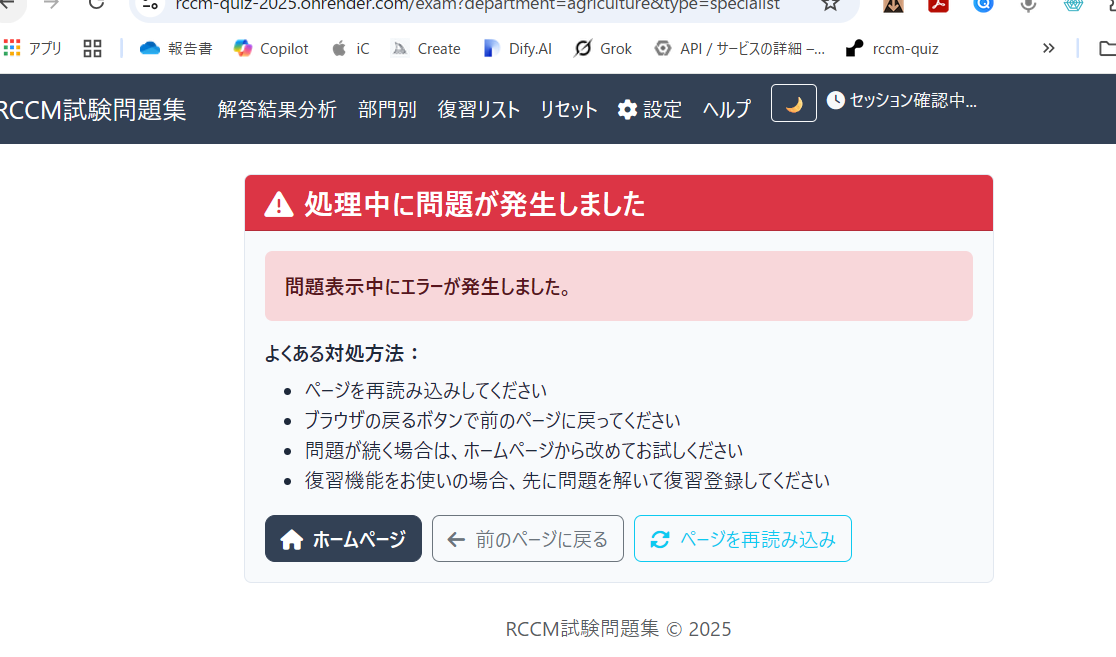 rccm-quiz-2025.onrender.com/exam?department=agriculture&type=specialist
アプリ 報告書 Copilot iC Create Dify.AI Grok API / サービスの詳細 –... rccm-quiz
RCCM試験問題集 解答結果分析 部門別 復習リスト リセット 設定 ヘルプ セッション確認中...
処理中に問題が発生しました
問題表示中にエラーが発生しました。
よくある対処方法：
ページを再読み込みしてください
ブラウザの戻るボタンで前のページに戻ってください
問題が続く場合は、ホームページから改めてお試しください
復習機能をお使いの場合、先に問題を解いて復習登録してください
ホームページ 前のページに戻る ページを再読み込み
RCCM試験問題集 © 2025